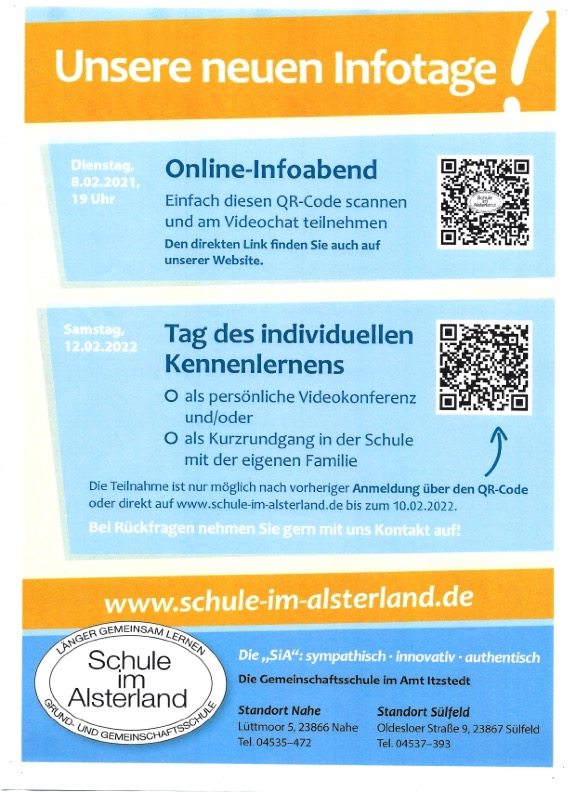 Unsere neuen Infotage!
Dienstag,
8.02.2021,
19 Uhr
Online-Infoabend
Einfach diesen QR-Code scannen
und am Videochat teilnehmen
Den direkten Link finden Sie auch auf
unserer Website.
Schule
im
Alsterland
Samstag,
12.02.2022
Tag des individuellen
Kennenlernens
als persönliche Videokonferenz
und/oder
als Kurzrundgang in der Schule
mit der eigenen Familie
Die Teilnahme ist nur möglich nach vorheriger Anmeldung über den QR-Code
oder direkt auf www.schule-im-alsterland.de bis zum 10.02.2022.
Bei Rückfragen nehmen Sie gern mit uns Kontakt auf!
www.schule-im-alsterland.de
LÄNGER GEMEINSAM LERNEN
Schule
im
Alsterland
GRUND- UND GEMEINSCHAFTSSCHULE
Die „SiA“: sympathisch · innovativ · authentisch
Die Gemeinschaftsschule im Amt Itzstedt
Standort Nahe
Lüttmoor 5, 23866 Nahe
Tel. 04535–472
Standort Sülfeld
Oldesloer Straße 9, 23867 Sülfeld
Tel. 04537–393